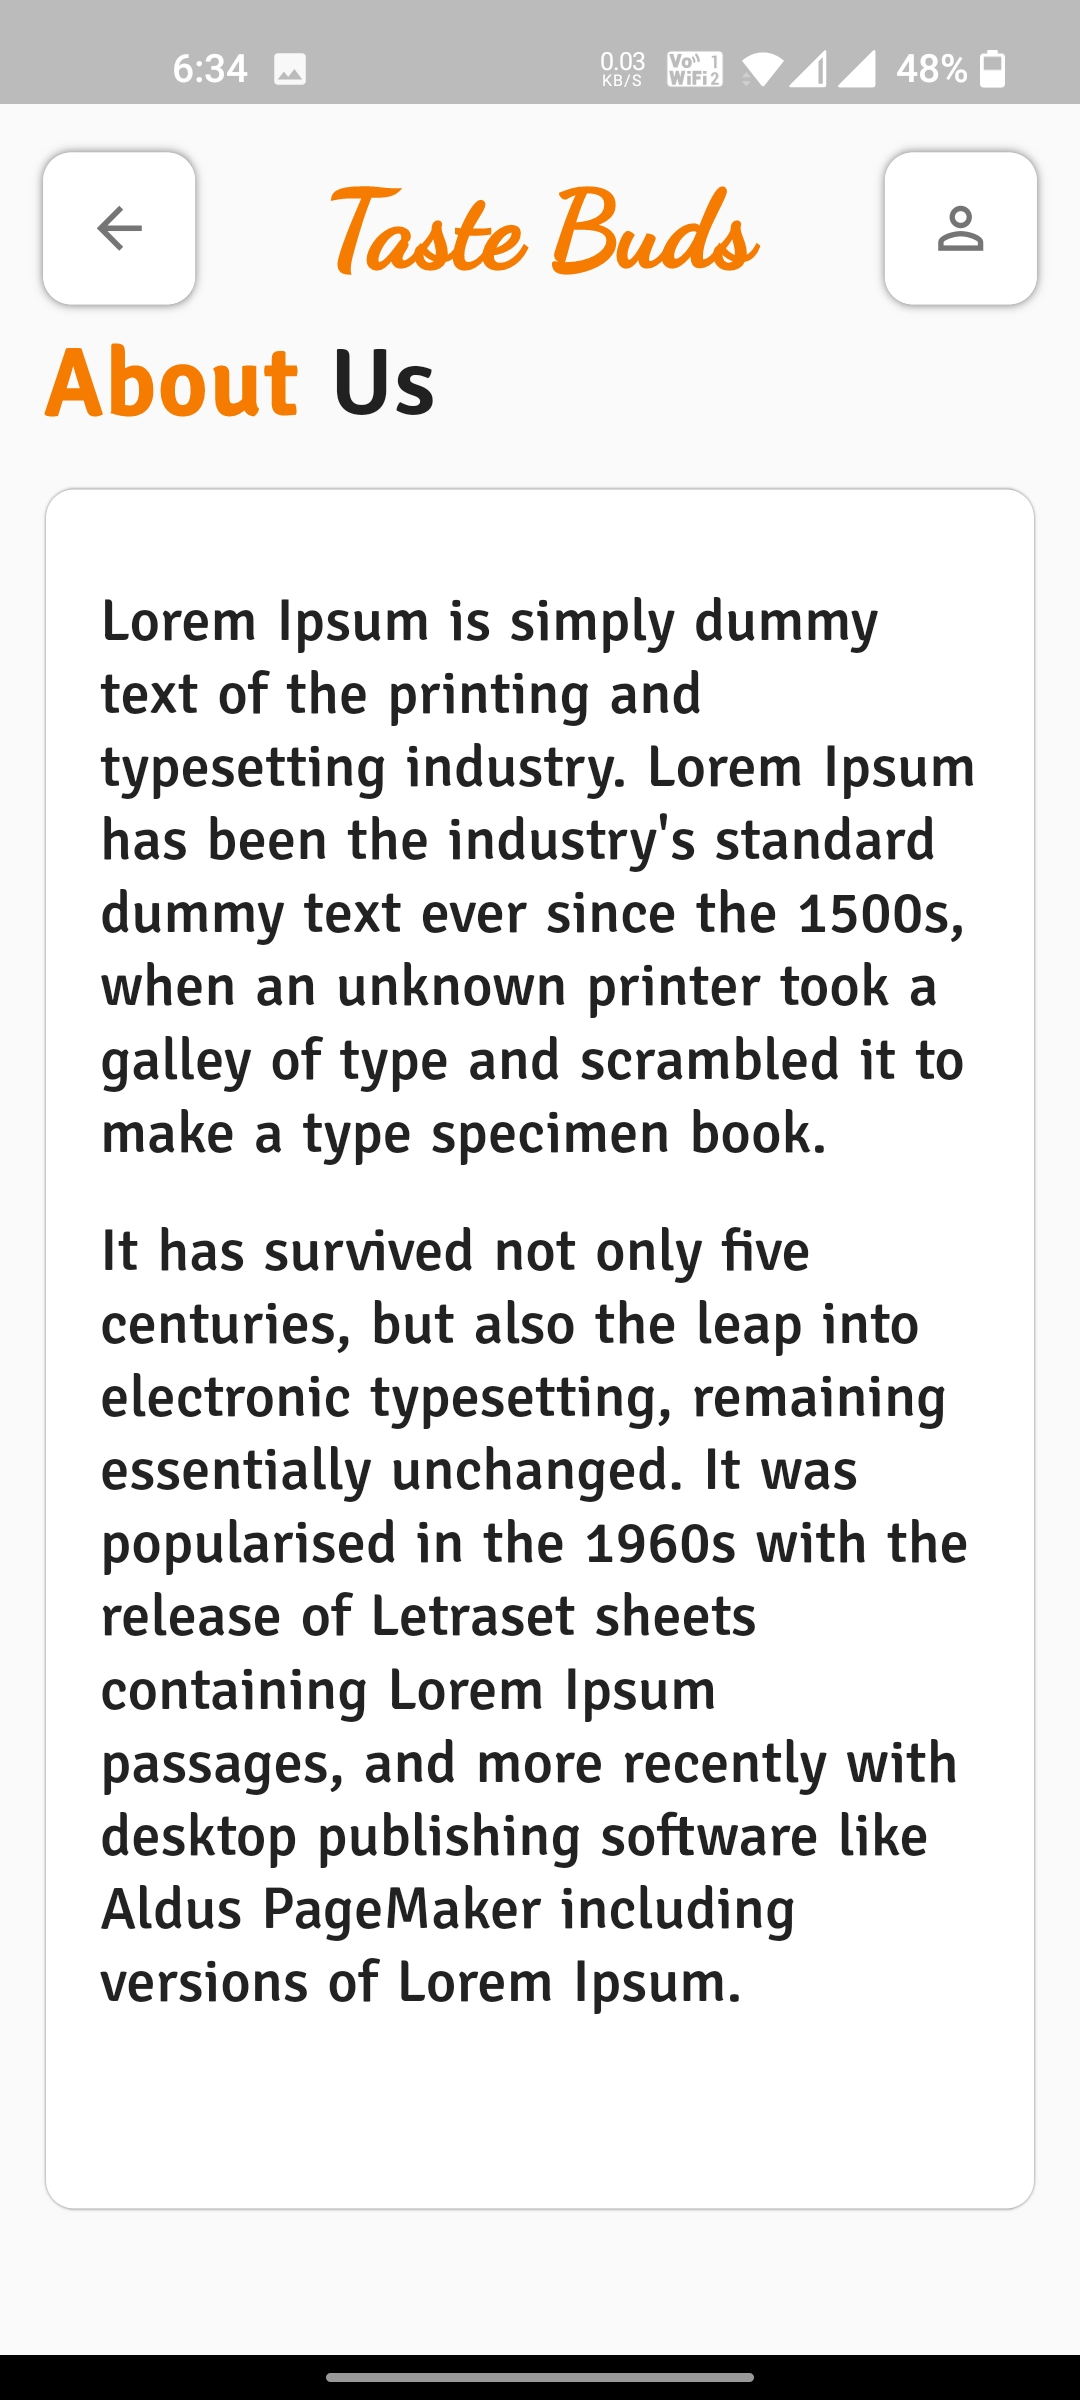 6:34 0.03 KB/S Vo WiFi 1 2 48%
Taste Buds
About Us
Lorem Ipsum is simply dummy
text of the printing and
typesetting industry. Lorem Ipsum
has been the industry's standard
dummy text ever since the 1500s,
when an unknown printer took a
galley of type and scrambled it to
make a type specimen book.
It has survived not only five
centuries, but also the leap into
electronic typesetting, remaining
essentially unchanged. It was
popularised in the 1960s with the
release of Letraset sheets
containing Lorem Ipsum
passages, and more recently with
desktop publishing software like
Aldus PageMaker including
versions of Lorem Ipsum.